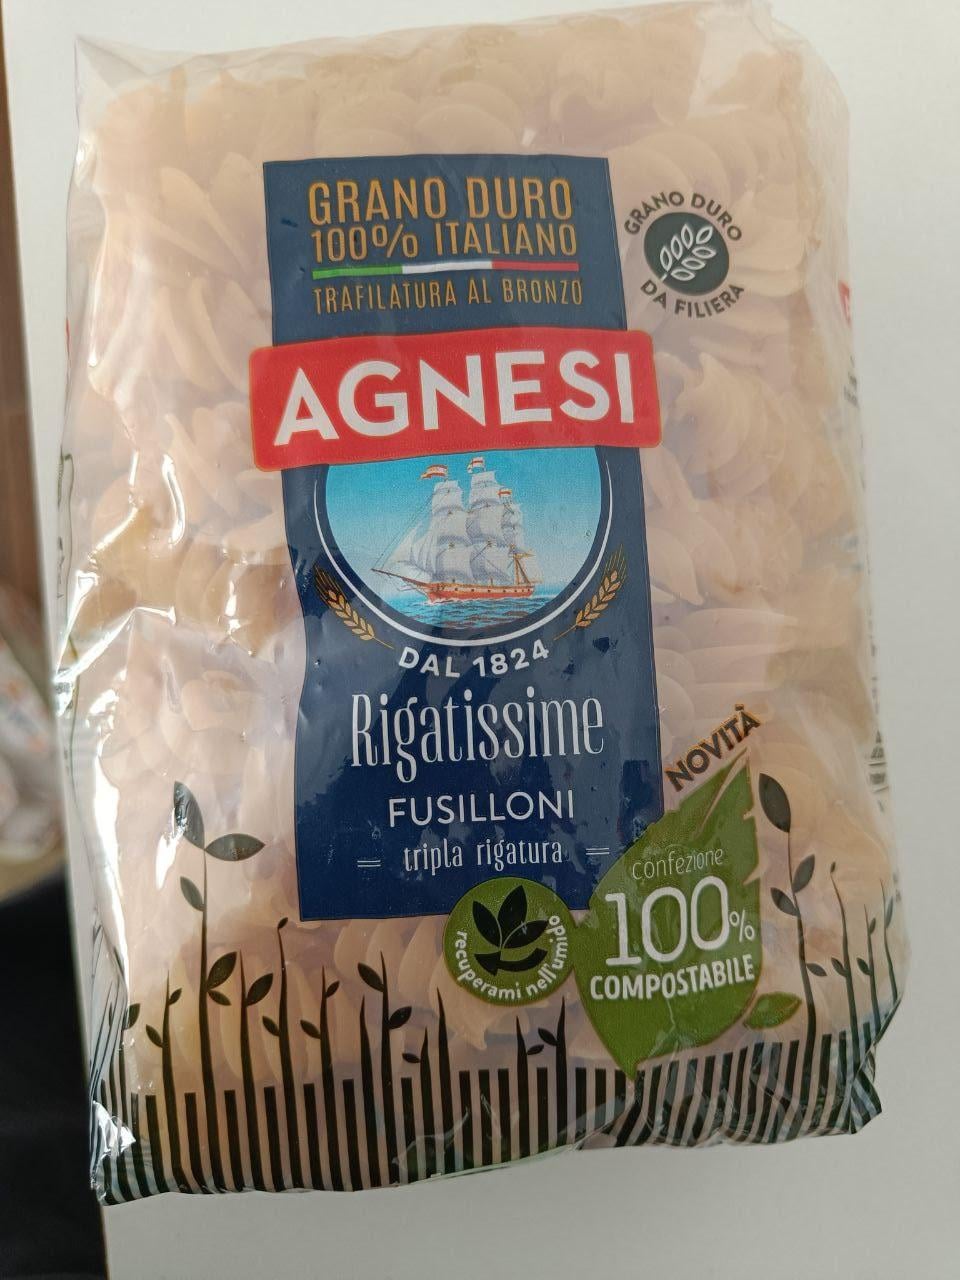 GRANO DURO
100% ITALIANO
TRAFILATURA AL BRONZO
GRANO DURO
DA FILIERA
AGNESI
DAL 1824
Rigatissime
FUSILLONI
tripla rigatura
NOVITÀ
confezione
100%
COMPOSTABILE
recuperami nell'umido